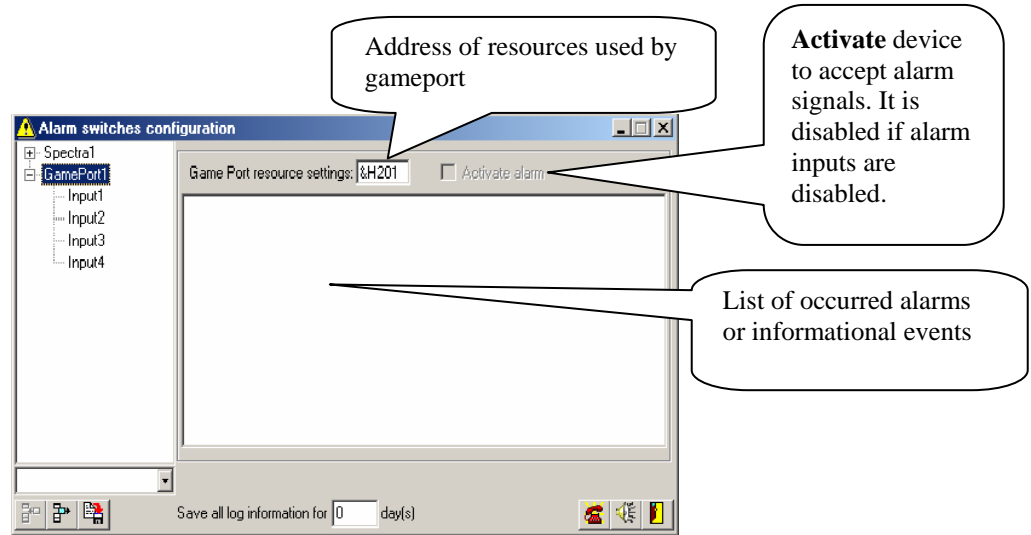 Address of resources used by
gameport
Activate device
to accept alarm
signals. It is
disabled if alarm
inputs are
disabled.
Alarm switches configuration
Spectra1
GamePort1
Input1
Input2
Input3
Input4
Game Port resource settings: &H201 Activate alarm
List of occurred alarms
or informational events
Save all log information for 0 day(s)